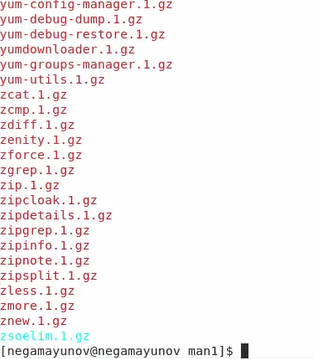 yum-config-manager.1.gz
yum-debug-dump.1.gz
yum-debug-restore.1.gz
yumdownloader.1.gz
yum-groups-manager.1.gz
yum-utils.1.gz
zcat.1.gz
zcmp.1.gz
zdiff.1.gz
zenity.1.gz
zforce.1.gz
zgrep.1.gz
zip.1.gz
zipcloak.1.gz
zipdetails.1.gz
zipgrep.1.gz
zipinfo.1.gz
zipnote.1.gz
zipsplit.1.gz
zless.1.gz
zmore.1.gz
znew.1.gz
zsoelim.1.gz
[negamayunov@negamayunov man1]$